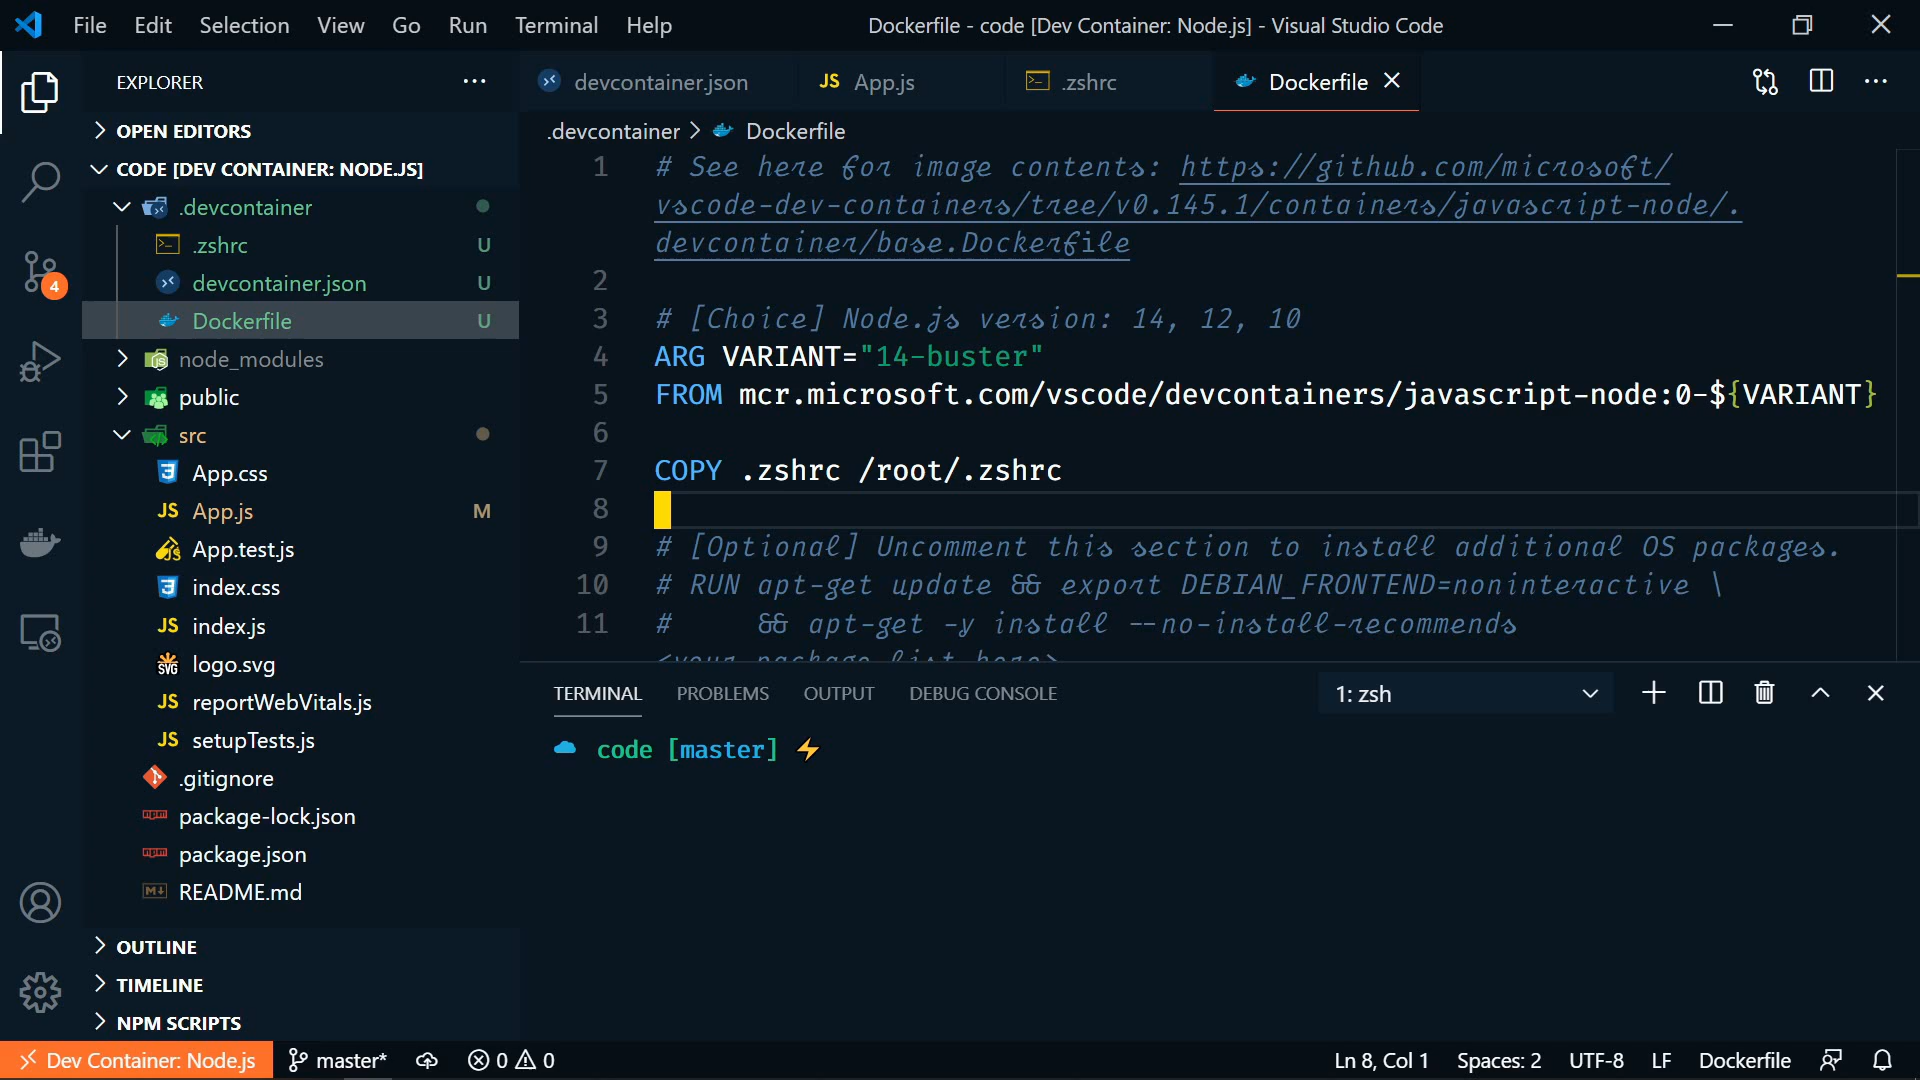 File Edit Selection View Go Run Terminal Help
Dockerfile - code [Dev Container: Node.js] - Visual Studio Code
EXPLORER
OPEN EDITORS
CODE [DEV CONTAINER: NODE.JS]
.devcontainer
.zshrc U
devcontainer.json U
Dockerfile U
node_modules
public
src
App.css
JS App.js M
App.test.js
index.css
JS index.js
SVG logo.svg
JS reportWebVitals.js
JS setupTests.js
.gitignore
package-lock.json
package.json
README.md
OUTLINE
TIMELINE
NPM SCRIPTS
4
devcontainer.json JS App.js .zshrc Dockerfile
.devcontainer > Dockerfile
1 # See here for image contents: https://github.com/microsoft/
vscode-dev-containers/tree/v0.145.1/containers/javascript-node/.
devcontainer/base.Dockerfile
2
3 # [Choice] Node.js version: 14, 12, 10
4 ARG VARIANT="14-buster"
5 FROM mcr.microsoft.com/vscode/devcontainers/javascript-node:0-${VARIANT}
6
7 COPY .zshrc /root/.zshrc
8
9 # [Optional] Uncomment this section to install additional OS packages.
10 # RUN apt-get update && export DEBIAN_FRONTEND=noninteractive \
11 #     && apt-get -y install --no-install-recommends
<your package list here>
TERMINAL PROBLEMS OUTPUT DEBUG CONSOLE 1: zsh
code [master] ⚡
Dev Container: Node.js master* 0 0 Ln 8, Col 1 Spaces: 2 UTF-8 LF Dockerfile